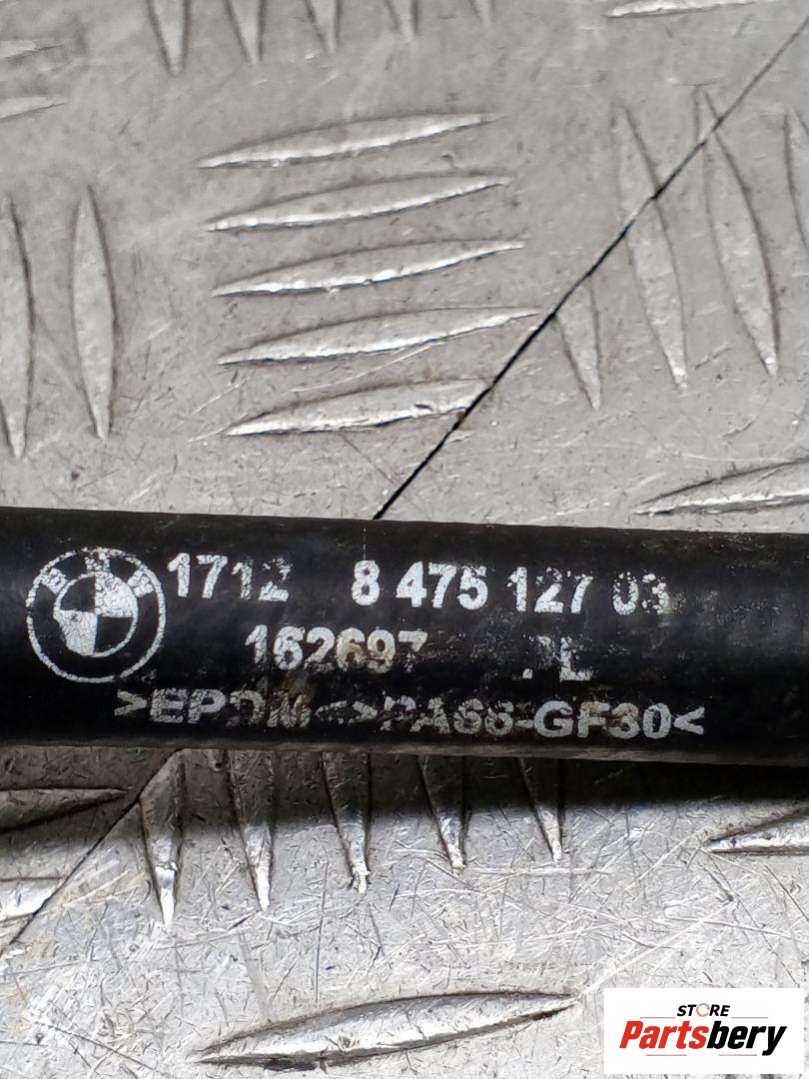 BMW 1712 8 475 127 03
162697
>EPDM<>PA66-GF30<
STORE
Partsbery